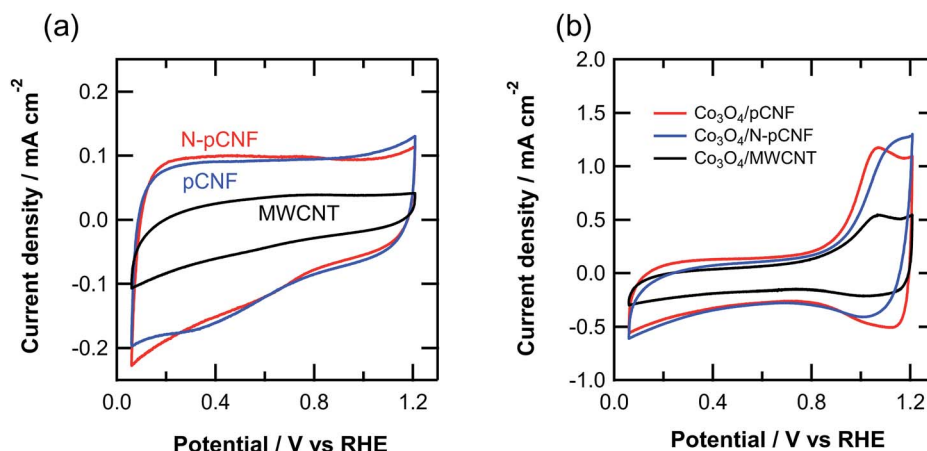 (a)
Current density / mA cm⁻²
0.2
0.1
0.0
-0.1
-0.2
N-pCNF
pCNF
MWCNT
0.0 0.4 0.8 1.2
Potential / V vs RHE
(b)
Current density / mA cm⁻²
2.0
1.5
1.0
0.5
0.0
-0.5
-1.0
Co₃O₄/pCNF
Co₃O₄/N-pCNF
Co₃O₄/MWCNT
0.0 0.4 0.8 1.2
Potential / V vs RHE